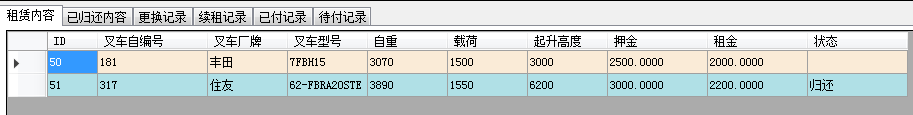 租赁内容 已归还内容 更换记录 续租记录 已付记录 待付记录
ID 叉车自编号 叉车厂牌 叉车型号 自重 载荷 起升高度 押金 租金 状态
50 181 丰田 7FBH15 3070 1500 3000 2500.0000 2000.0000
51 317 住友 62-FBRA20STE 3890 1550 6200 3000.0000 2200.0000 归还